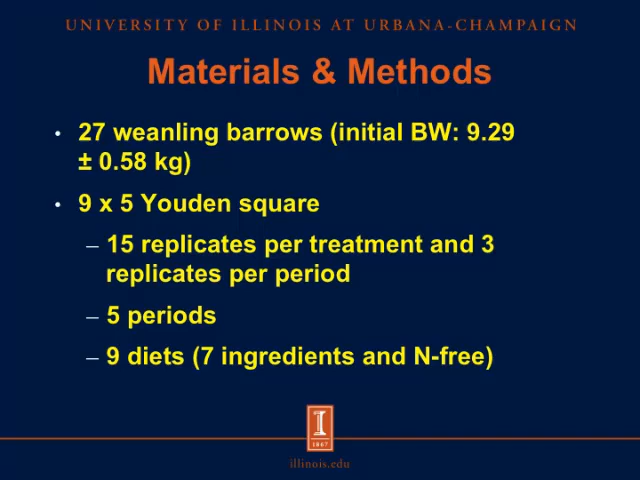 UNIVERSITY OF ILLINOIS AT URBANA-CHAMPAIGN
Materials & Methods
• 27 weanling barrows (initial BW: 9.29
± 0.58 kg)
• 9 x 5 Youden square
– 15 replicates per treatment and 3
replicates per period
– 5 periods
– 9 diets (7 ingredients and N-free)
I
1867
illinois.edu